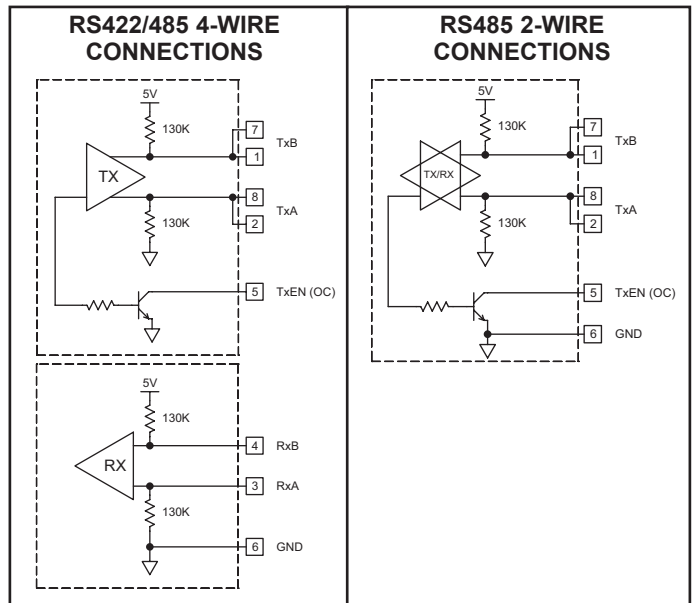 RS422/485 4-WIRE
CONNECTIONS
5V
130K
7
TxB
1
TX
8
TxA
130K
2
5 TxEN (OC)
5V
130K
4 RxB
RX
3 RxA
130K
6 GND
RS485 2-WIRE
CONNECTIONS
5V
130K
7
TxB
1
TX/RX
8
TxA
130K
2
5 TxEN (OC)
6 GND